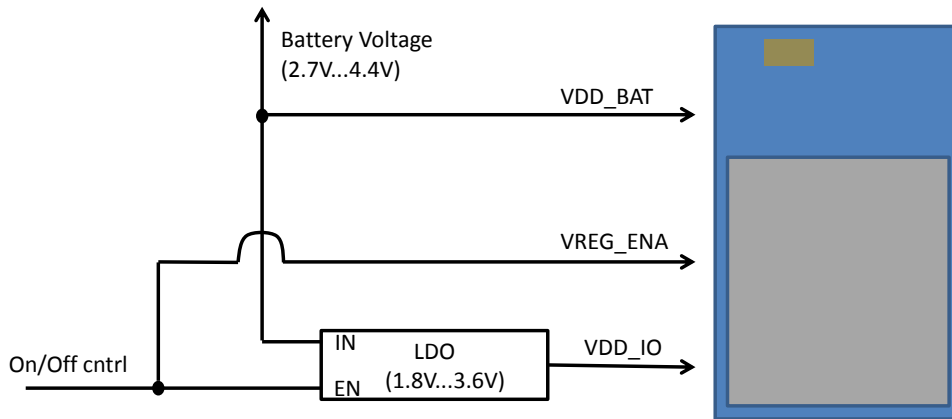 Battery Voltage
(2.7V...4.4V)
VDD_BAT
VREG_ENA
On/Off cntrl
IN
EN
LDO
(1.8V...3.6V)
VDD_IO